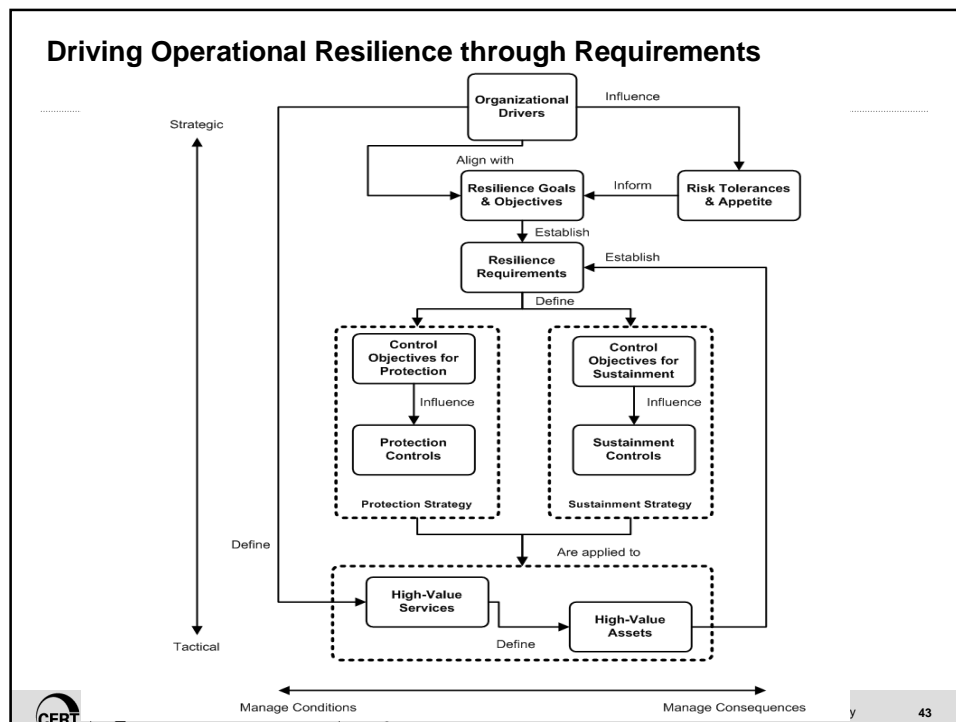 Driving Operational Resilience through Requirements
Organizational
Drivers
Influence
Strategic
Align with
Resilience Goals
& Objectives
Inform
Risk Tolerances
& Appetite
Establish
Resilience
Requirements
Establish
Define
Control
Objectives for
Protection
Control
Objectives for
Sustainment
Influence
Influence
Protection
Controls
Sustainment
Controls
Protection Strategy
Sustainment Strategy
Define
Are applied to
High-Value
Services
High-Value
Assets
Define
Tactical
Manage Conditions
Manage Consequences
CERT
y
43